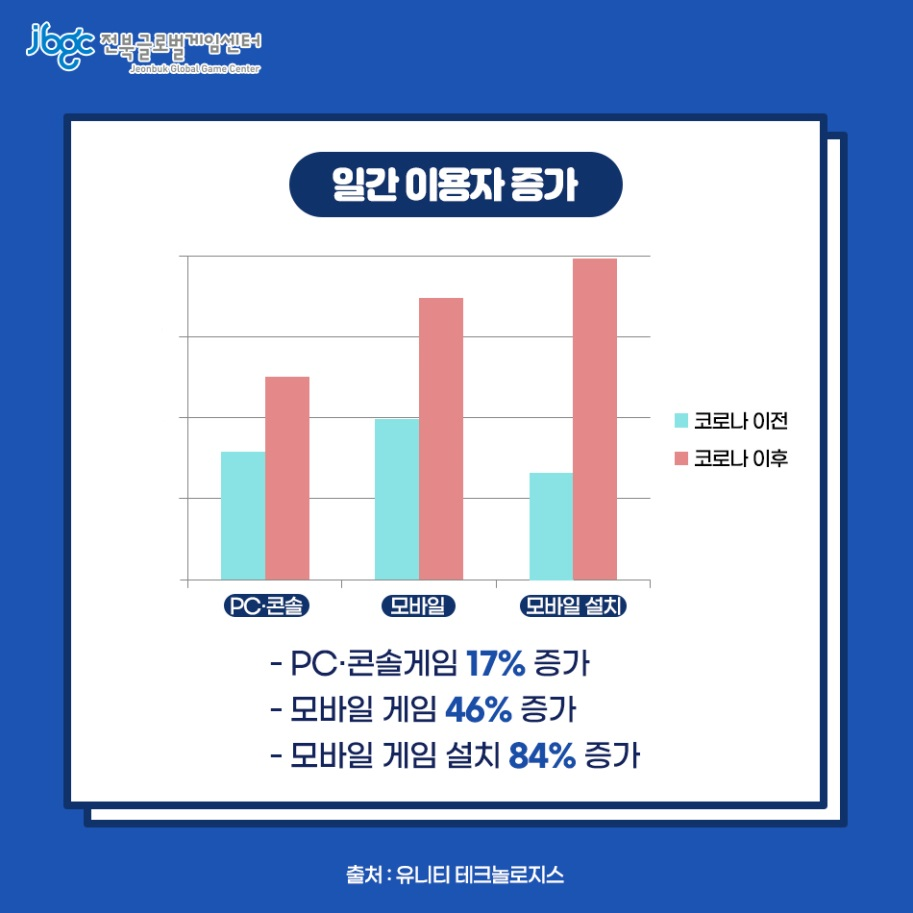 jbgc 전북글로벌게임센터
Jeonbuk Global Game Center
일간 이용자 증가
코로나 이전
코로나 이후
PC·콘솔
모바일
모바일 설치
- PC·콘솔게임 17% 증가
- 모바일 게임 46% 증가
- 모바일 게임 설치 84% 증가
출처 : 유니티 테크놀로지스